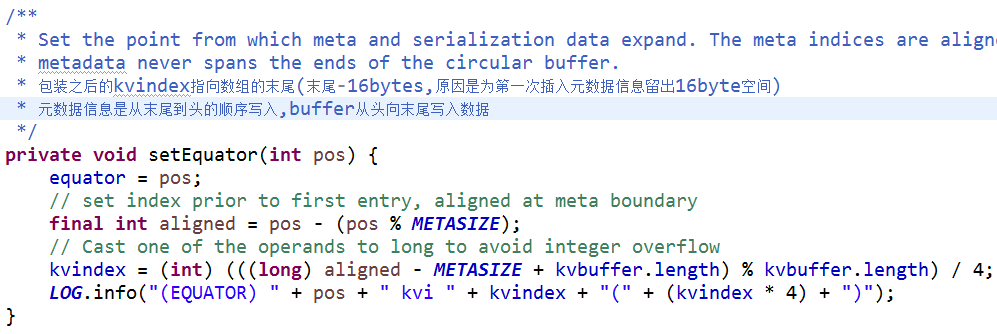 /**
 * Set the point from which meta and serialization data expand. The meta indices are aligne
 * metadata never spans the ends of the circular buffer.
 * 包装之后的kvindex指向数组的末尾(末尾-16bytes,原因是为第一次插入元数据信息留出16byte空间)
 * 元数据信息是从末尾到头的顺序写入,buffer从头向末尾写入数据
 */
private void setEquator(int pos) {
    equator = pos;
    // set index prior to first entry, aligned at meta boundary
    final int aligned = pos - (pos % METASIZE);
    // Cast one of the operands to long to avoid integer overflow
    kvindex = (int) (((long) aligned - METASIZE + kvbuffer.length) % kvbuffer.length) / 4;
    LOG.info("(EQUATOR) " + pos + " kvi " + kvindex + "(" + (kvindex * 4) + ")");
}